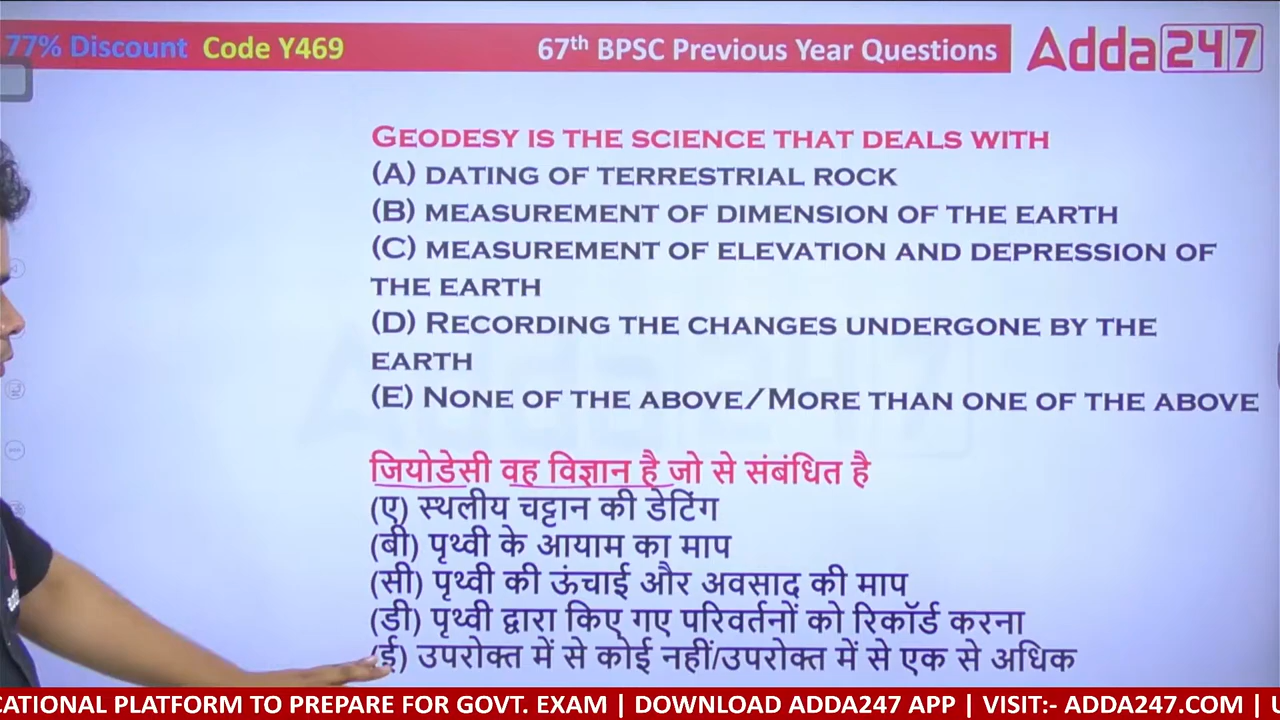 77% Discount Code Y469 67th BPSC Previous Year Questions Adda247
GEODESY IS THE SCIENCE THAT DEALS WITH
(A) DATING OF TERRESTRIAL ROCK
(B) MEASUREMENT OF DIMENSION OF THE EARTH
(C) MEASUREMENT OF ELEVATION AND DEPRESSION OF
THE EARTH
(D) RECORDING THE CHANGES UNDERGONE BY THE
EARTH
(E) NONE OF THE ABOVE/MORE THAN ONE OF THE ABOVE
जियोडेसी वह विज्ञान है जो से संबंधित है
(ए) स्थलीय चट्टान की डेटिंग
(बी) पृथ्वी के आयाम का माप
(सी) पृथ्वी की ऊंचाई और अवसाद की माप
(डी) पृथ्वी द्वारा किए गए परिवर्तनों को रिकॉर्ड करना
(ई) उपरोक्त में से कोई नहीं/उपरोक्त में से एक से अधिक
CATIONAL PLATFORM TO PREPARE FOR GOVT. EXAM | DOWNLOAD ADDA247 APP | VISIT:- ADDA247.COM |